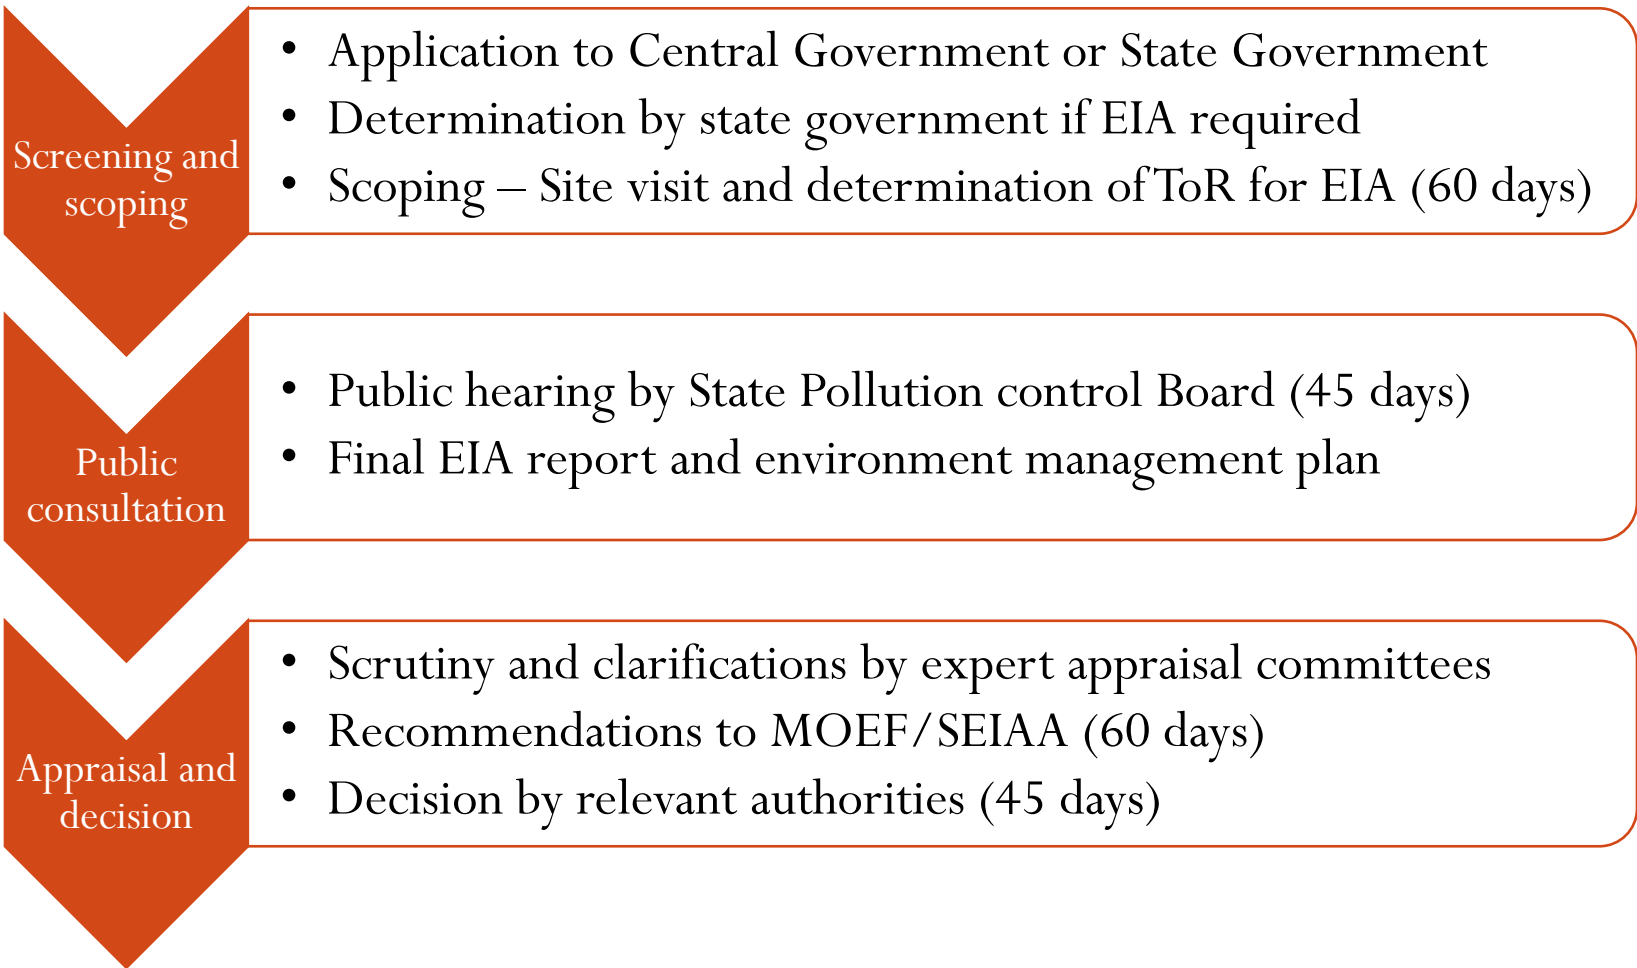 Screening and
scoping
• Application to Central Government or State Government
• Determination by state government if EIA required
• Scoping – Site visit and determination of ToR for EIA (60 days)
Public
consultation
• Public hearing by State Pollution control Board (45 days)
• Final EIA report and environment management plan
Appraisal and
decision
• Scrutiny and clarifications by expert appraisal committees
• Recommendations to MOEF/SEIAA (60 days)
• Decision by relevant authorities (45 days)